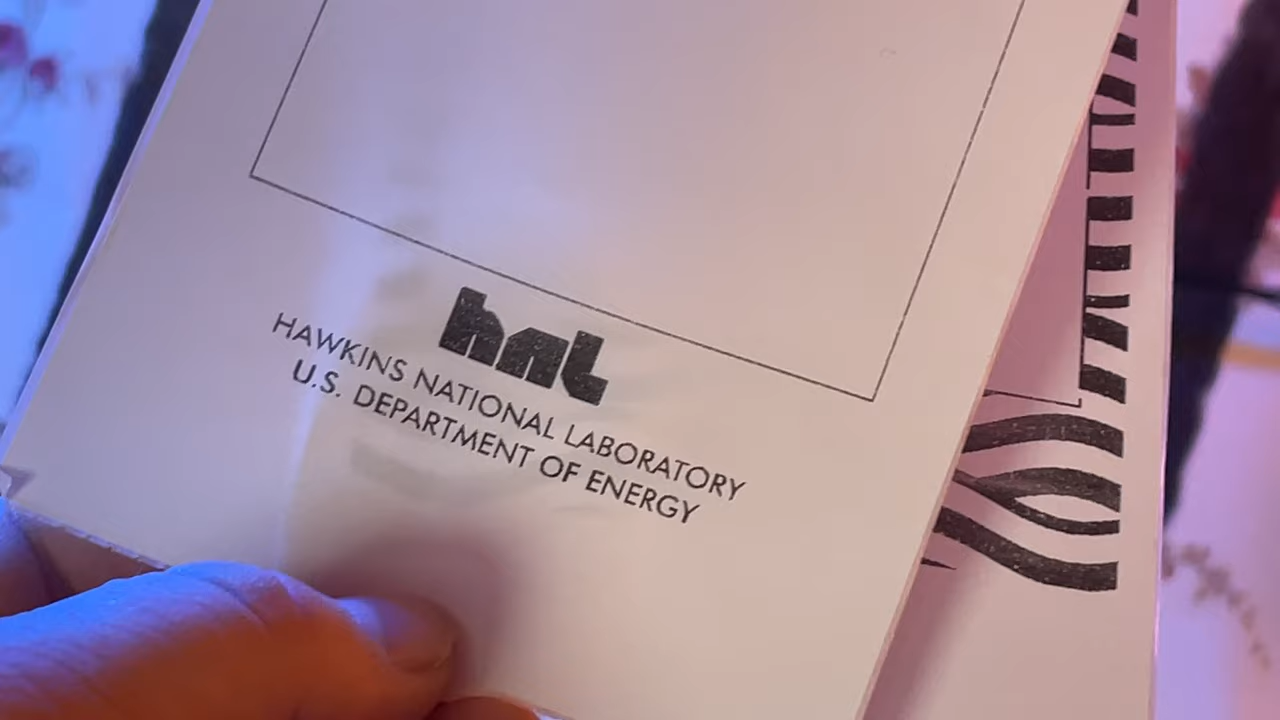 hnl
HAWKINS NATIONAL LABORATORY
U.S. DEPARTMENT OF ENERGY